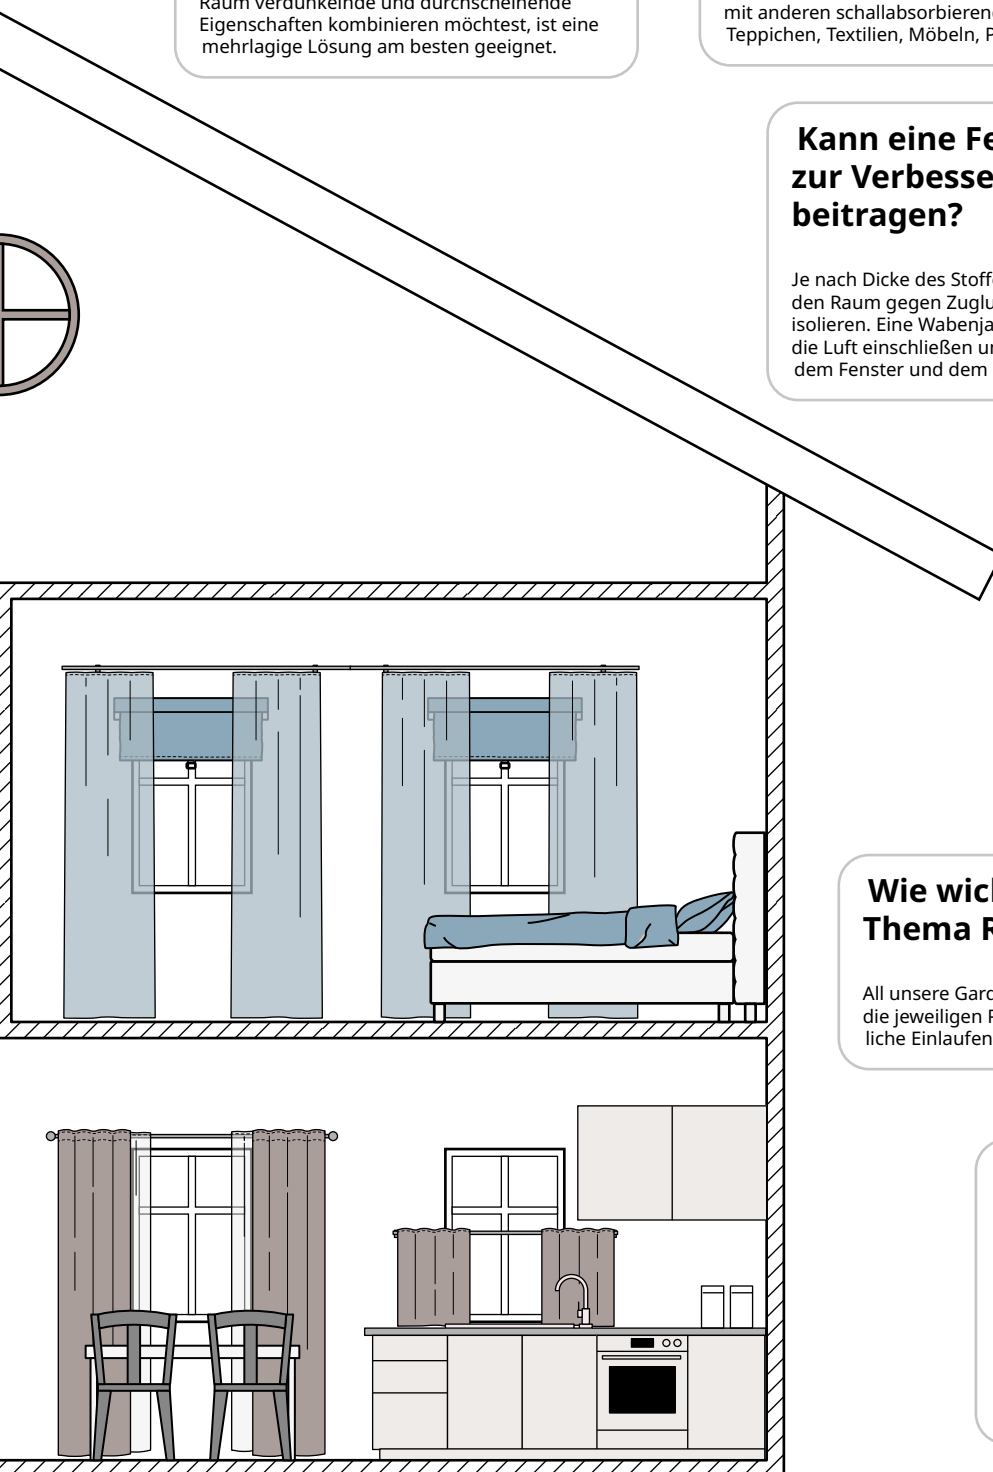 Raum verdunkelnde und durchscheinende
Eigenschaften kombinieren möchtest, ist eine
mehrlagige Lösung am besten geeignet.
mit anderen schallabsorbieren
Teppichen, Textilien, Möbeln, P
Kann eine Fe
zur Verbesse
beitragen?
Je nach Dicke des Stoff
den Raum gegen Zuglu
isolieren. Eine Wabenja
die Luft einschließen u
dem Fenster und dem
Wie wic
Thema R
All unsere Gard
die jeweiligen
liche Einlaufen